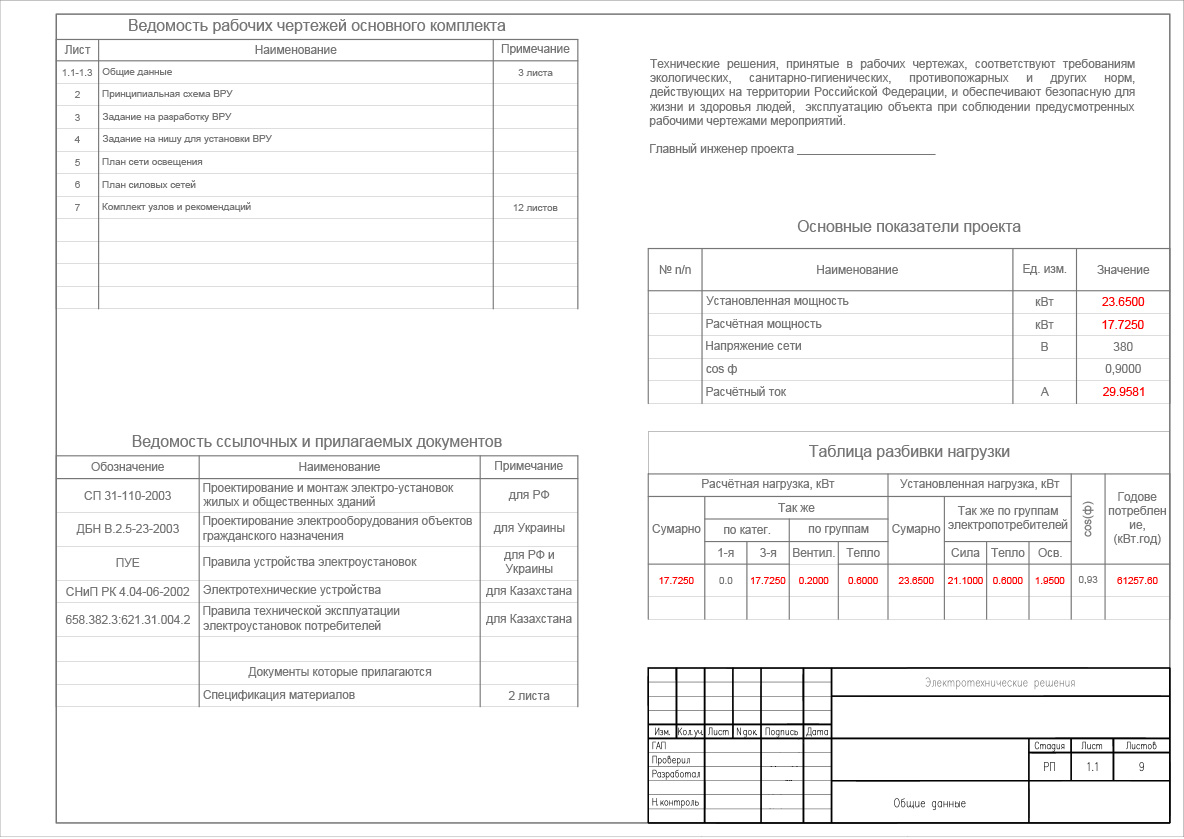 Ведомость рабочих чертежей основного комплекта
Лист Наименование Примечание
1.1-1.3 Общие данные 3 листа
2 Принципиальная схема ВРУ
3 Задание на разработку ВРУ
4 Задание на нишу для установки ВРУ
5 План сети освещения
6 План силовых сетей
7 Комплект узлов и рекомендаций 12 листов
Ведомость ссылочных и прилагаемых документов
Обозначение Наименование Примечание
СП 31-110-2003 Проектирование и монтаж электро-установок
жилых и общественных зданий
для РФ
ДБН В.2.5-23-2003 Проектирование электрооборудования объектов
гражданского назначения
для Украины
ПУЕ Правила устройства электроустановок
для РФ и
Украины
СНиП РК 4.04-06-2002 Электротехнические устройства для Казахстана
658.382.3:621.31.004.2 Правила технической эксплуатации
электроустановок потребителей
для Казахстана
Документы которые прилагаются
Спецификация материалов 2 листа
Технические решения, принятые в рабочих чертежах, соответствуют требованиям
экологических, санитарно-гигиенических, противопожарных и других норм,
действующих на территории Российской Федерации, и обеспечивают безопасную для
жизни и здоровья людей, эксплуатацию объекта при соблюдении предусмотренных
рабочими чертежами мероприятий.
Главный инженер проекта _____________________
Основные показатели проекта
№ п/п Наименование Ед. изм. Значение
Установленная мощность кВт 23.6500
Расчётная мощность кВт 17.7250
Напряжение сети В 380
cos ф 0,9000
Расчётный ток А 29.9581
Таблица разбивки нагрузки
Расчётная нагрузка, кВт Установленная нагрузка, кВт cos(ф)
Годове
потреблен
ие,
(кВт.год)
Сумарно Так же Сумарно Так же по группам
электропотребителей
по катег. по группам
1-я 3-я Вентил. Тепло Сила Тепло Осв.
17.7250 0.0 17.7250 0.2000 0.6000 23.6500 21.1000 0.6000 1.9500 0,93 61257.60
Электротехнические решения
Изм. Кол.уч. Лист Nдок. Подпись Дата
ГАП
Проверил
Разработал
Н.контроль
Стадия Лист Листов
РП 1.1 9
Общие данные